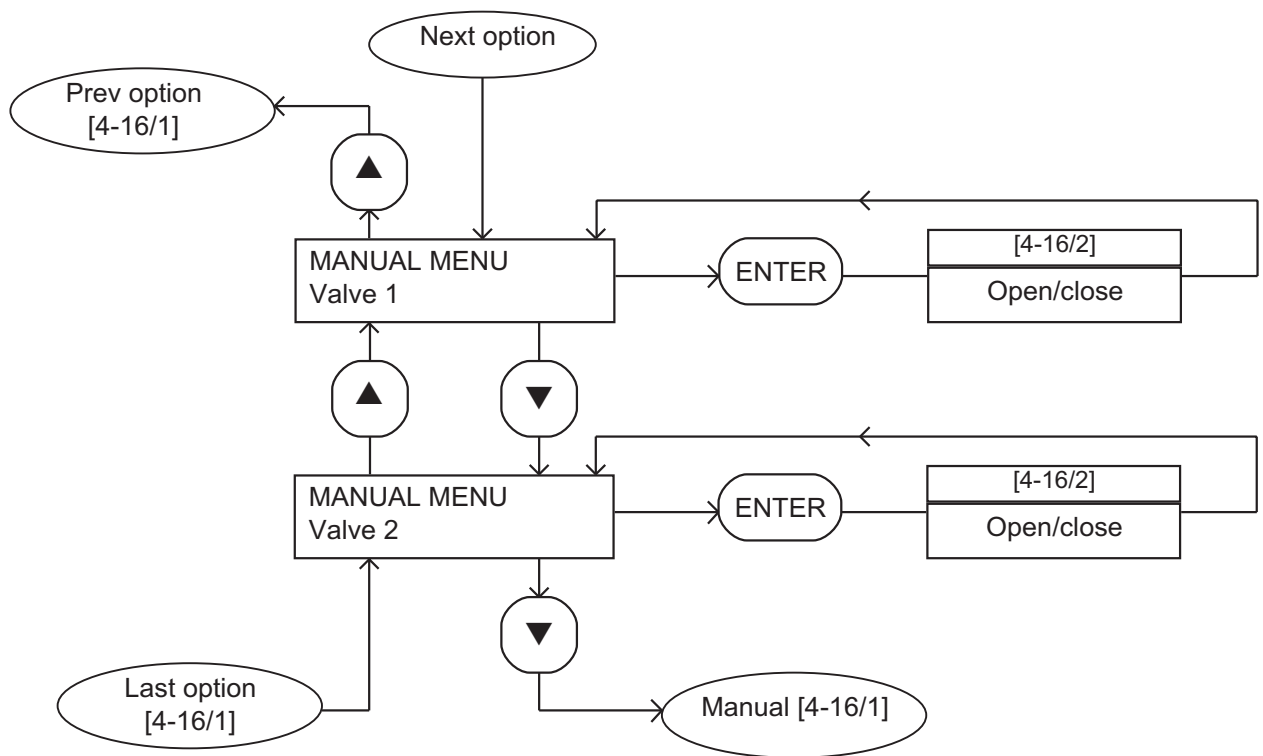 Next option
Prev option
[4-16/1]
MANUAL MENU
Valve 1
ENTER
[4-16/2]
Open/close
MANUAL MENU
Valve 2
ENTER
[4-16/2]
Open/close
Last option
[4-16/1]
Manual [4-16/1]